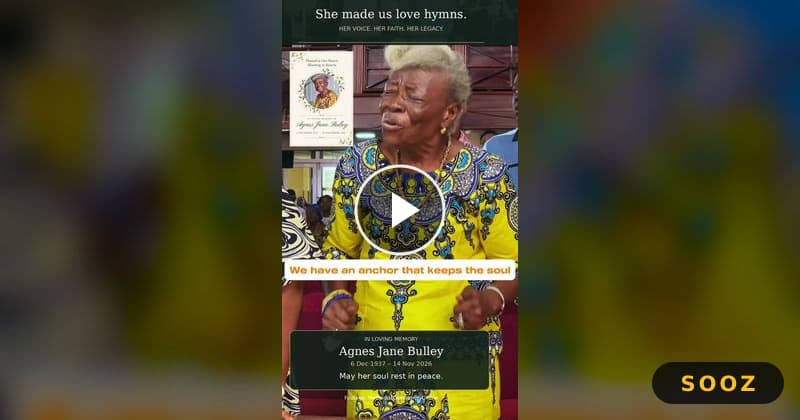 She made us love hymns.
HER VOICE. HER FAITH. HER LEGACY.
Agnes Jane Bulley
We have an anchor that keeps the soul
IN LOVING MEMORY
Agnes Jane Bulley
6 Dec 1937 – 14 Nov 2026
May her soul rest in peace.
SOOZ